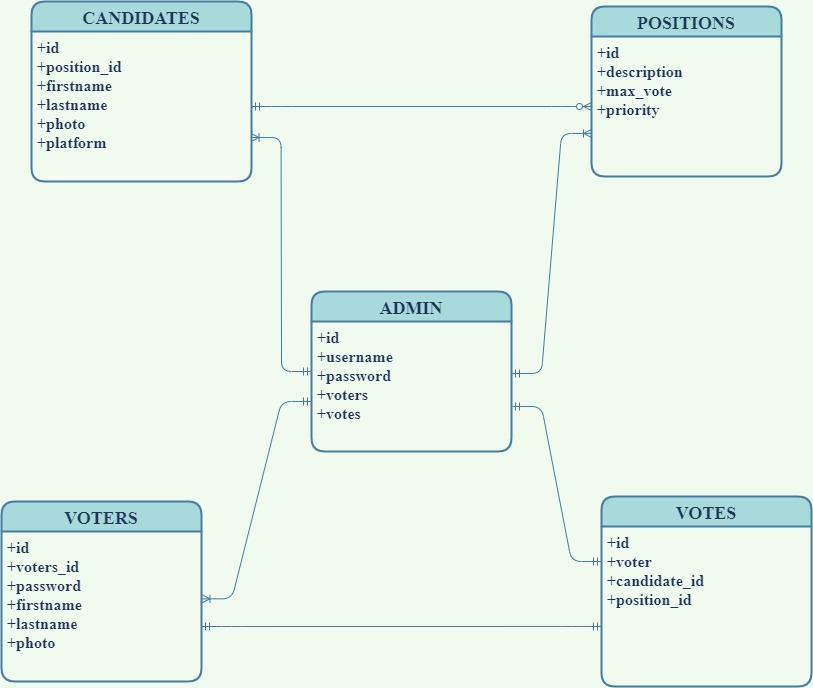 CANDIDATES
+id
+position_id
+firstname
+lastname
+photo
+platform
POSITIONS
+id
+description
+max_vote
+priority
ADMIN
+id
+username
+password
+voters
+votes
VOTERS
+id
+voters_id
+password
+firstname
+lastname
+photo
VOTES
+id
+voter
+candidate_id
+position_id